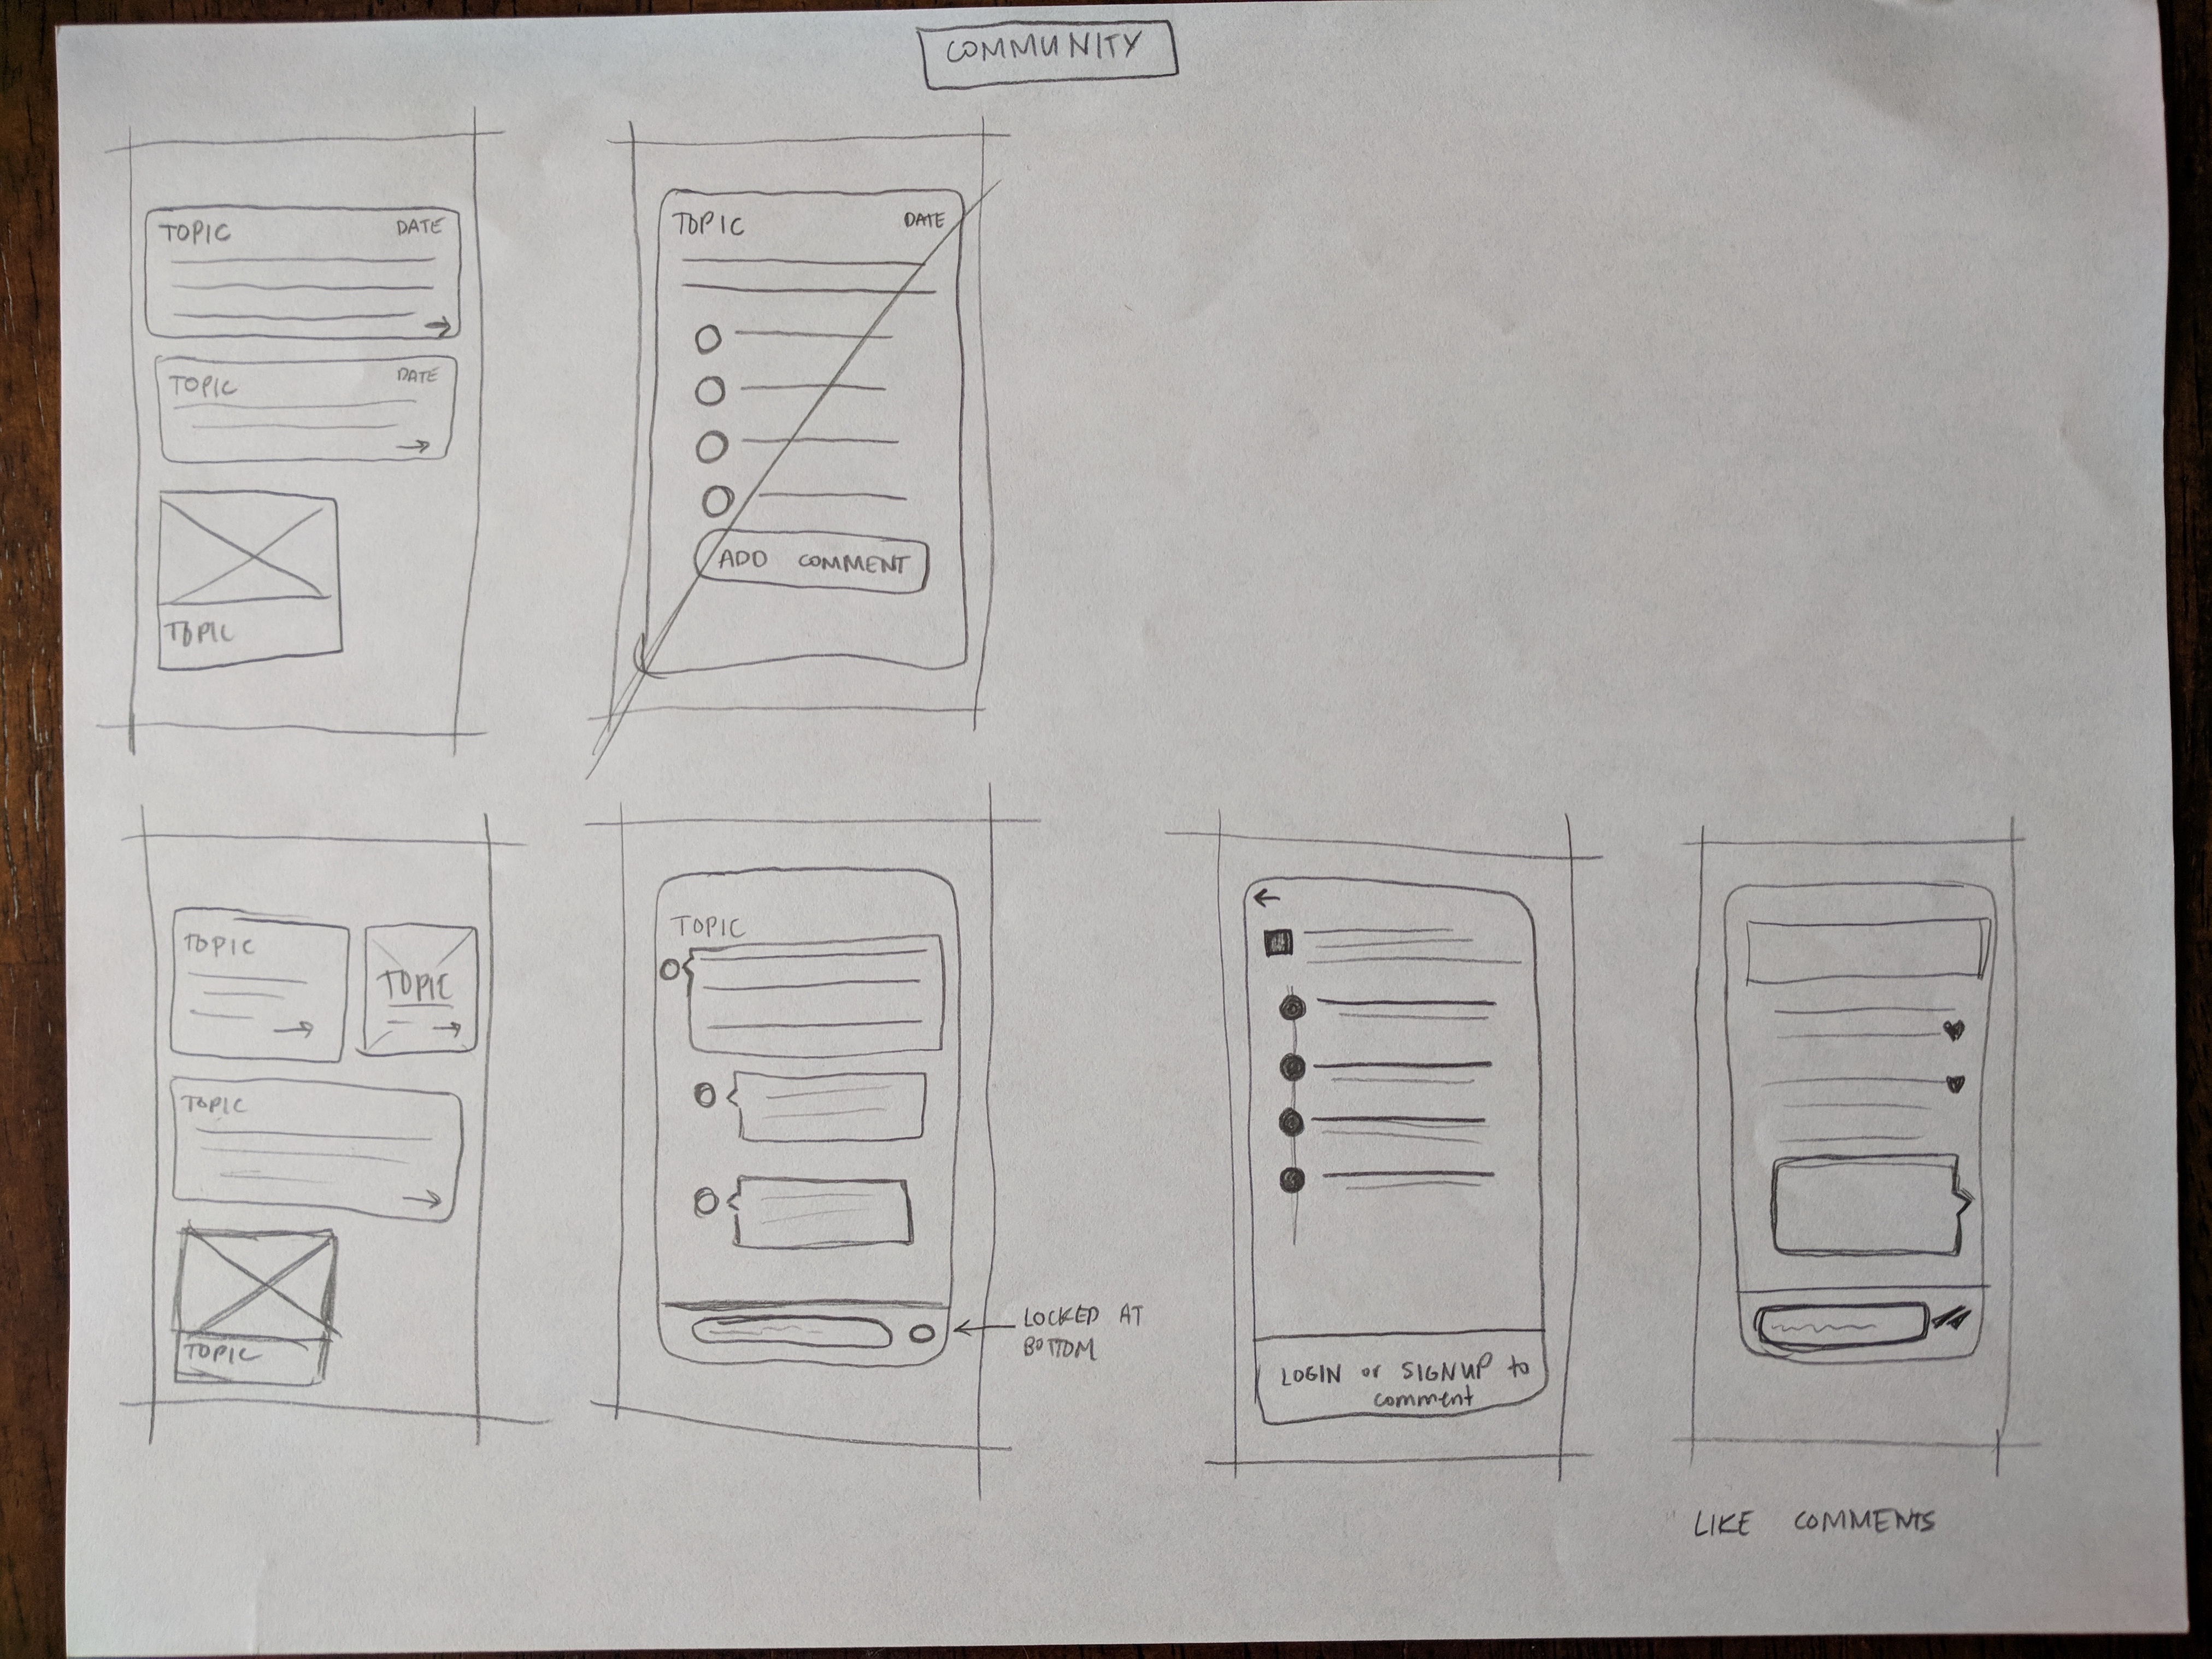 COMMUNITY
TOPIC DATE
TOPIC DATE
TOPIC
TOPIC DATE
ADD COMMENT
TOPIC
TOPIC
TOPIC
TOPIC
TOPIC
LOCKED AT
BOTTOM
LOGIN or SIGNUP to
comment
LIKE COMMENTS